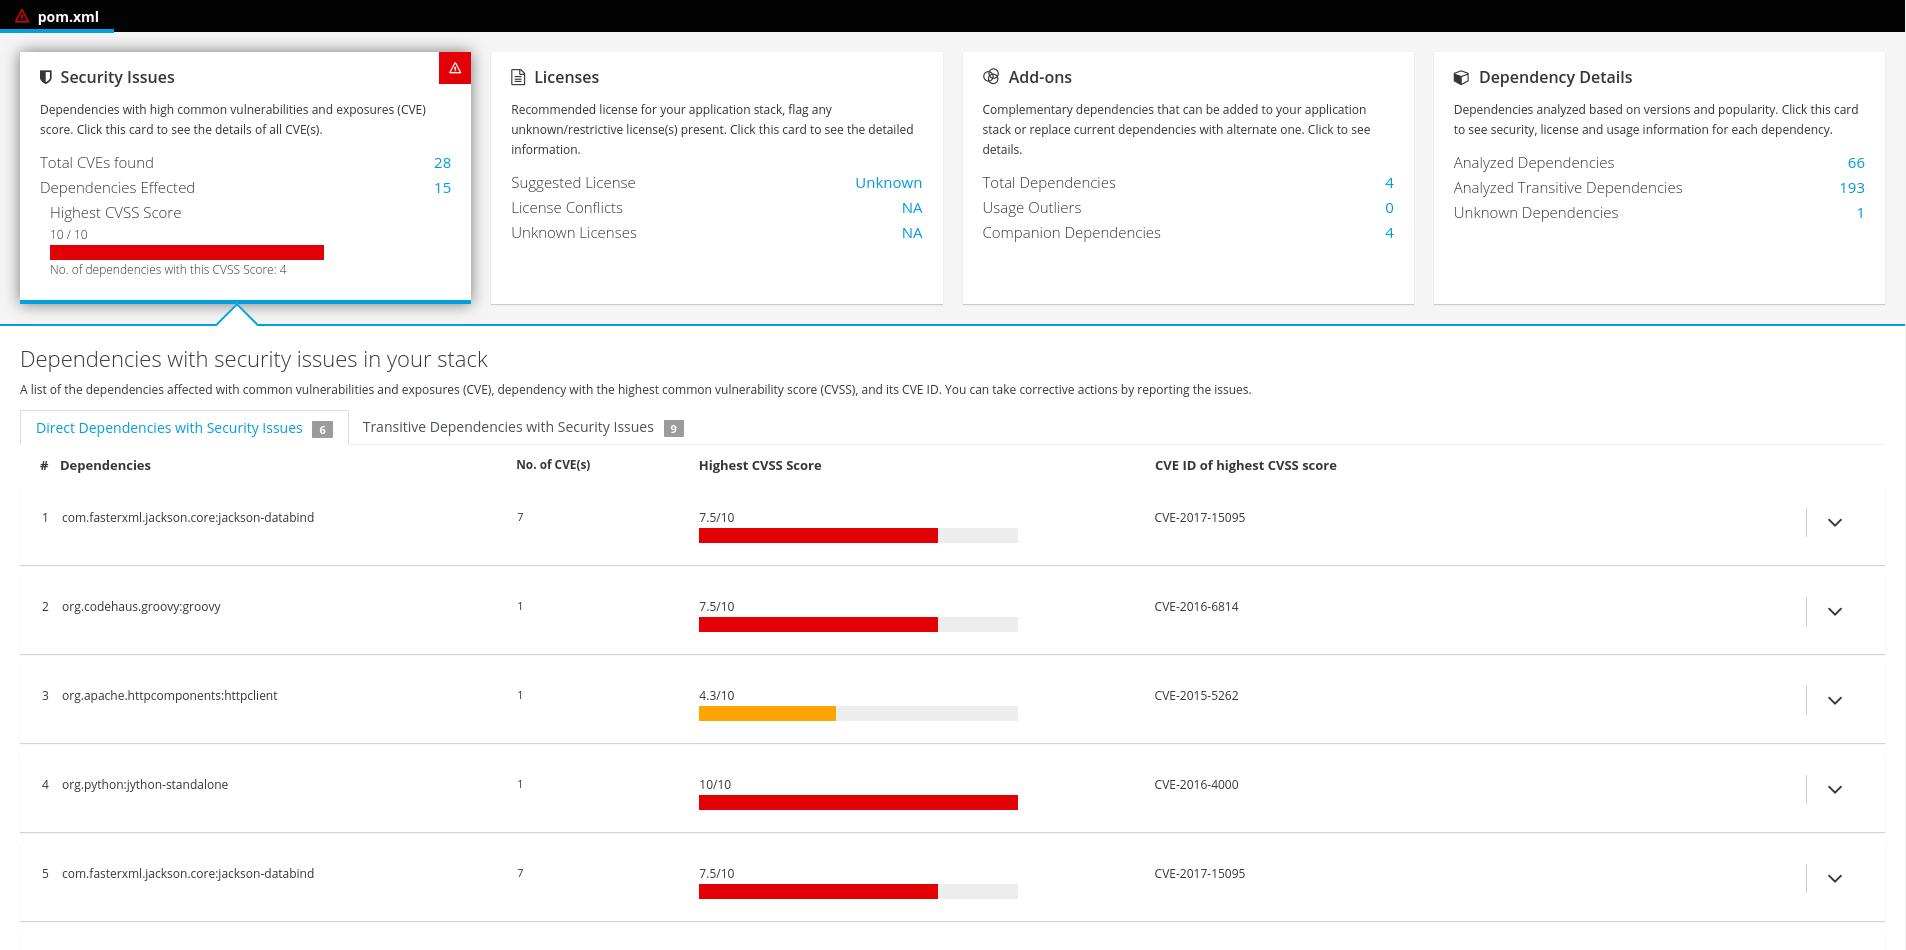 pom.xml
Security Issues
Dependencies with high common vulnerabilities and exposures (CVE)
score. Click this card to see the details of all CVE(s).
Total CVEs found 28
Dependencies Effected 15
Highest CVSS Score
10 / 10
No. of dependencies with this CVSS Score: 4
Licenses
Recommended license for your application stack, flag any
unknown/restrictive license(s) present. Click this card to see the detailed
information.
Suggested License Unknown
License Conflicts NA
Unknown Licenses NA
Add-ons
Complementary dependencies that can be added to your application
stack or replace current dependencies with alternate one. Click to see
details.
Total Dependencies 4
Usage Outliers 0
Companion Dependencies 4
Dependency Details
Dependencies analyzed based on versions and popularity. Click this card
to see security, license and usage information for each dependency.
Analyzed Dependencies 66
Analyzed Transitive Dependencies 193
Unknown Dependencies 1
Dependencies with security issues in your stack
A list of the dependencies affected with common vulnerabilities and exposures (CVE), dependency with the highest common vulnerability score (CVSS), and its CVE ID. You can take corrective actions by reporting the issues.
Direct Dependencies with Security Issues 6 Transitive Dependencies with Security Issues 9
# Dependencies No. of CVE(s) Highest CVSS Score CVE ID of highest CVSS score
1 com.fasterxml.jackson.core:jackson-databind 7 7.5/10 CVE-2017-15095
2 org.codehaus.groovy:groovy 1 7.5/10 CVE-2016-6814
3 org.apache.httpcomponents:httpclient 1 4.3/10 CVE-2015-5262
4 org.python:jython-standalone 1 10/10 CVE-2016-4000
5 com.fasterxml.jackson.core:jackson-databind 7 7.5/10 CVE-2017-15095